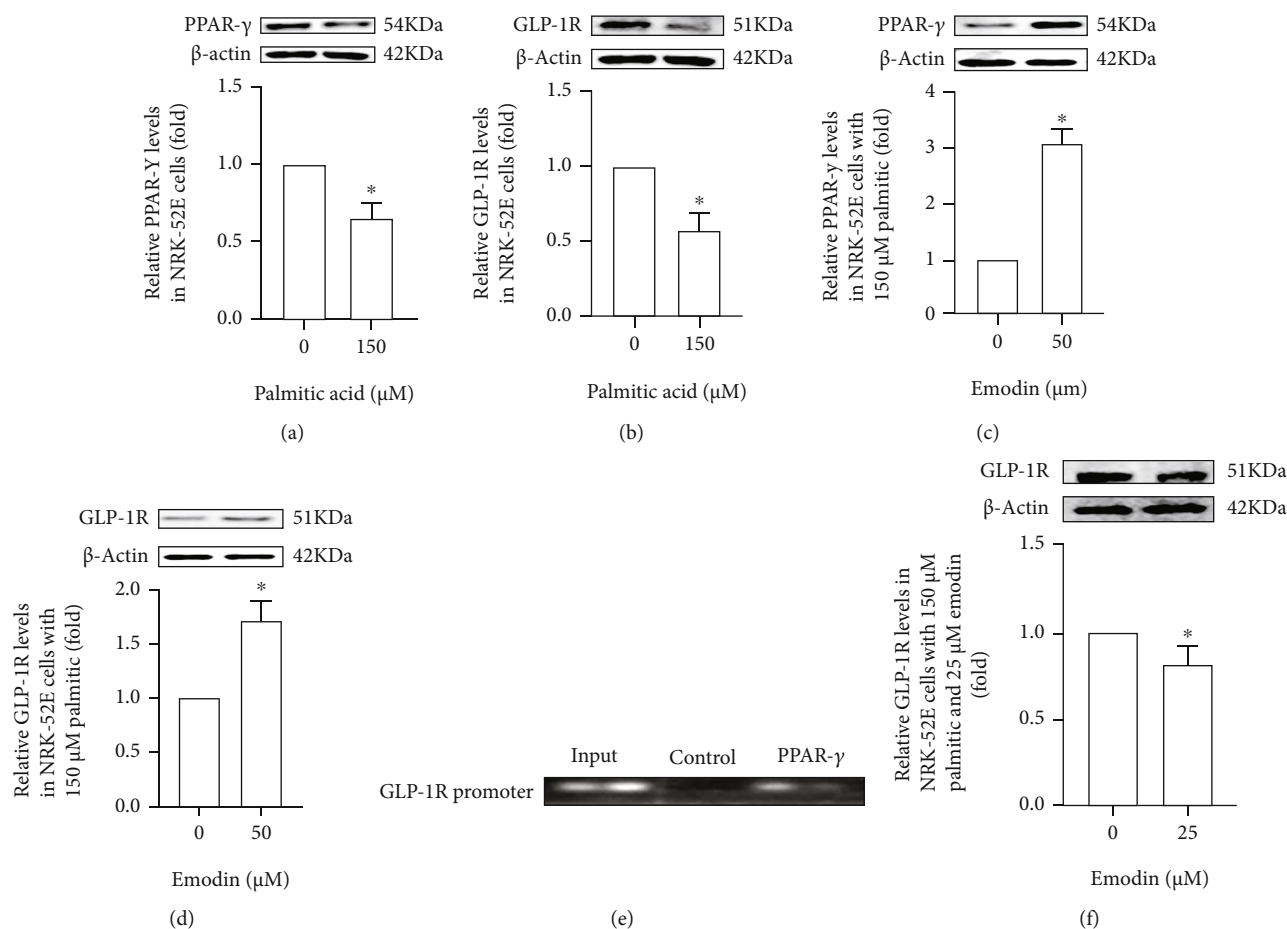 PPAR-γ 54KDa
β-actin 42KDa
Relative PPAR-Y levels
in NRK-52E cells (fold)
1.5
1.0
0.5
0.0
*
0 150
Palmitic acid (μM)
(a)
GLP-1R 51KDa
β-Actin 42KDa
Relative GLP-1R levels
in NRK-52E cells (fold)
1.5
1.0
0.5
0.0
*
0 150
Palmitic acid (μM)
(b)
PPAR-γ 54KDa
β-Actin 42KDa
Relative PPAR-γ levels
in NRK-52E cells with
150 μM palmitic (fold)
4
3
2
1
0
*
0 50
Emodin (μm)
(c)
GLP-1R 51KDa
β-Actin 42KDa
Relative GLP-1R levels
in NRK-52E cells with
150 μM palmitic (fold)
2.0
1.5
1.0
0.5
0.0
*
0 50
Emodin (μM)
(d)
Input Control PPAR-γ
GLP-1R promoter
(e)
GLP-1R 51KDa
β-Actin 42KDa
Relative GLP-1R levels in
NRK-52E cells with 150 μM
palmitic and 25 μM emodin
(fold)
1.5
1.0
0.5
0.0
*
0 25
Emodin (μM)
(f)